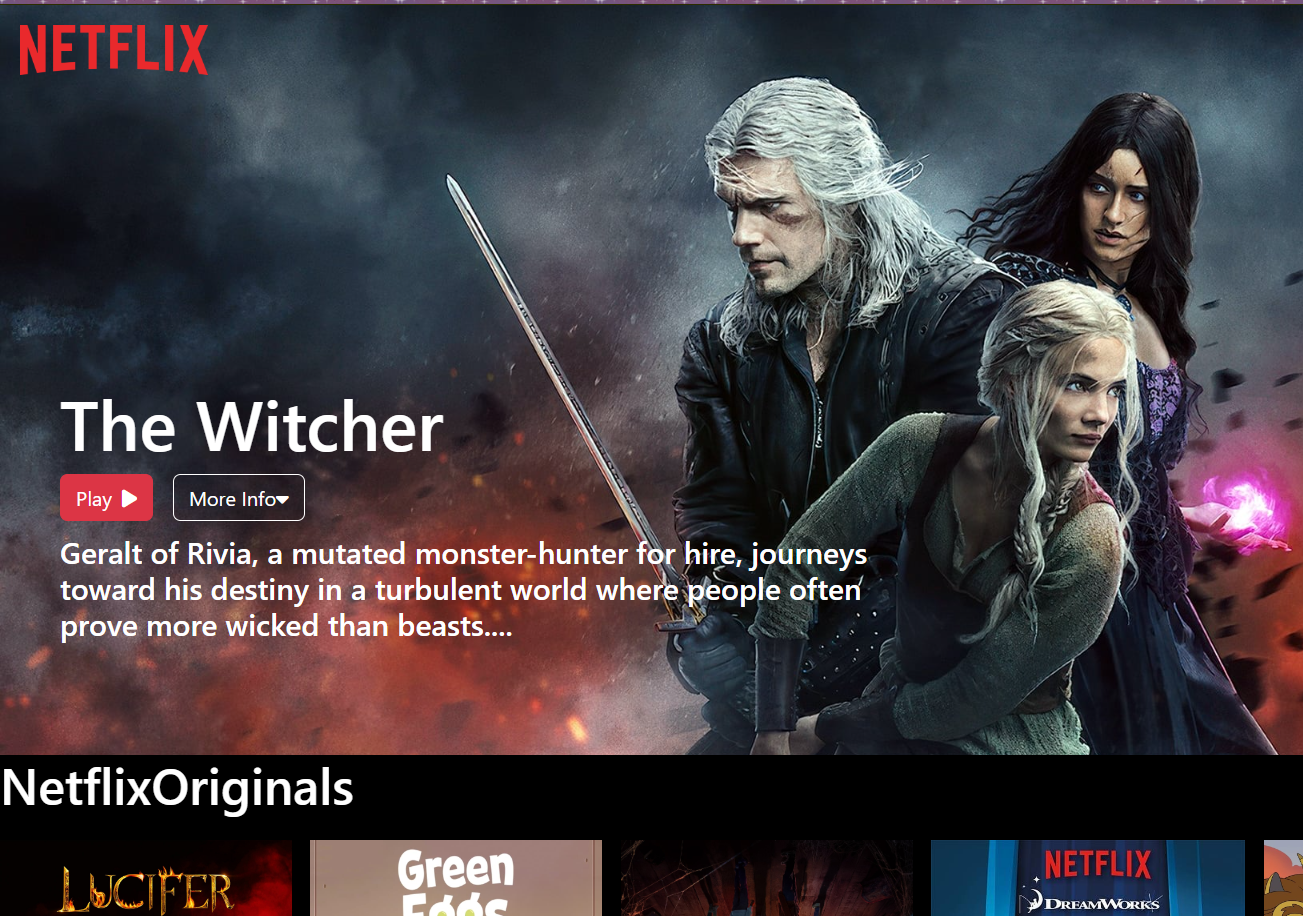 NETFLIX
The Witcher
Play
More Info
Geralt of Rivia, a mutated monster-hunter for hire, journeys
toward his destiny in a turbulent world where people often
prove more wicked than beasts....
NetflixOriginals
LUCIFER
Green
Eggs
NETFLIX
DREAMWORKS